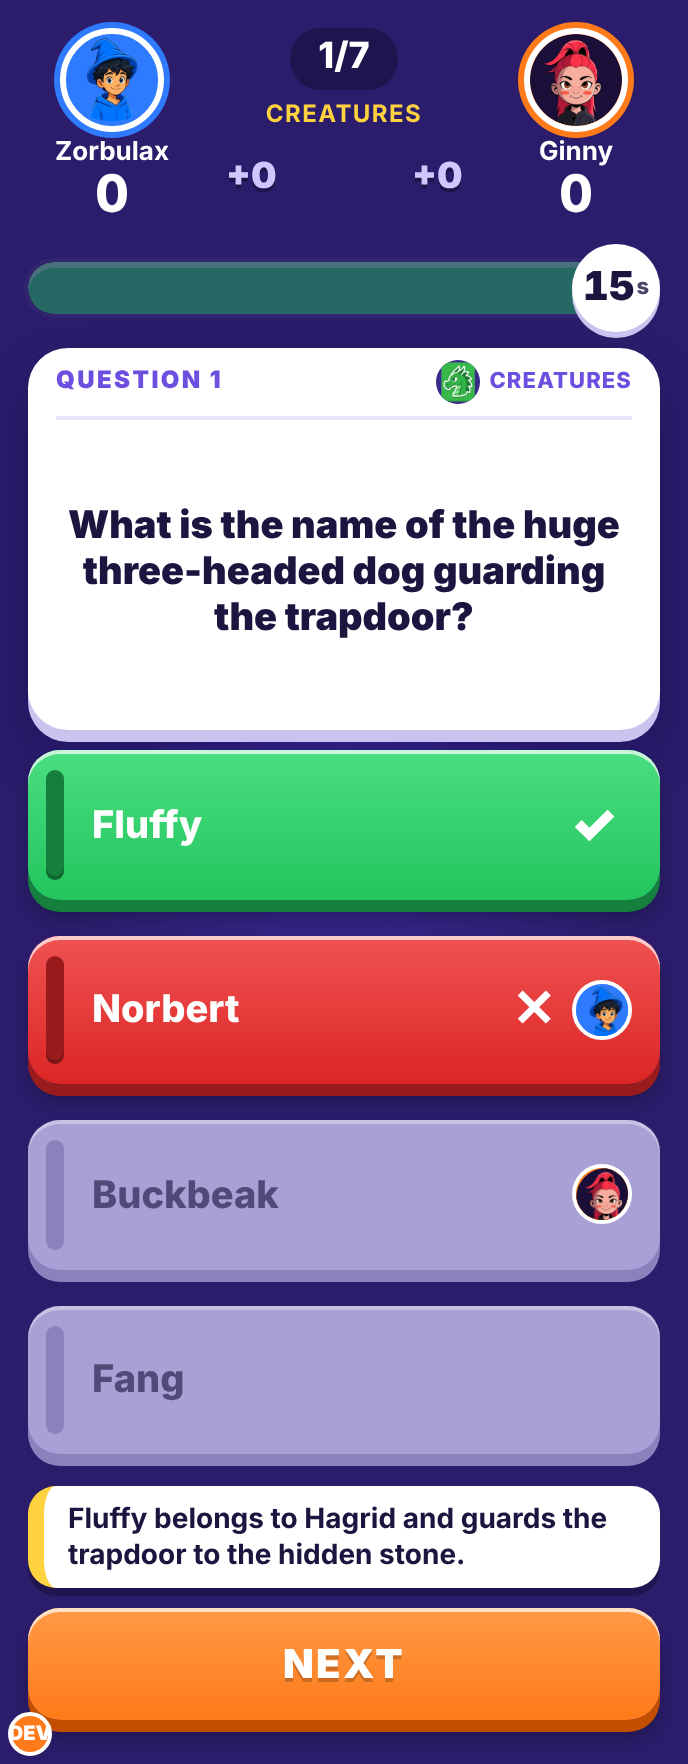 1/7
CREATURES
Zorbulax
0
+0
+0
Ginny
0
15s
QUESTION 1
CREATURES
What is the name of the huge
three-headed dog guarding
the trapdoor?
Fluffy
Norbert
Buckbeak
Fang
Fluffy belongs to Hagrid and guards the
trapdoor to the hidden stone.
NEXT
DEV